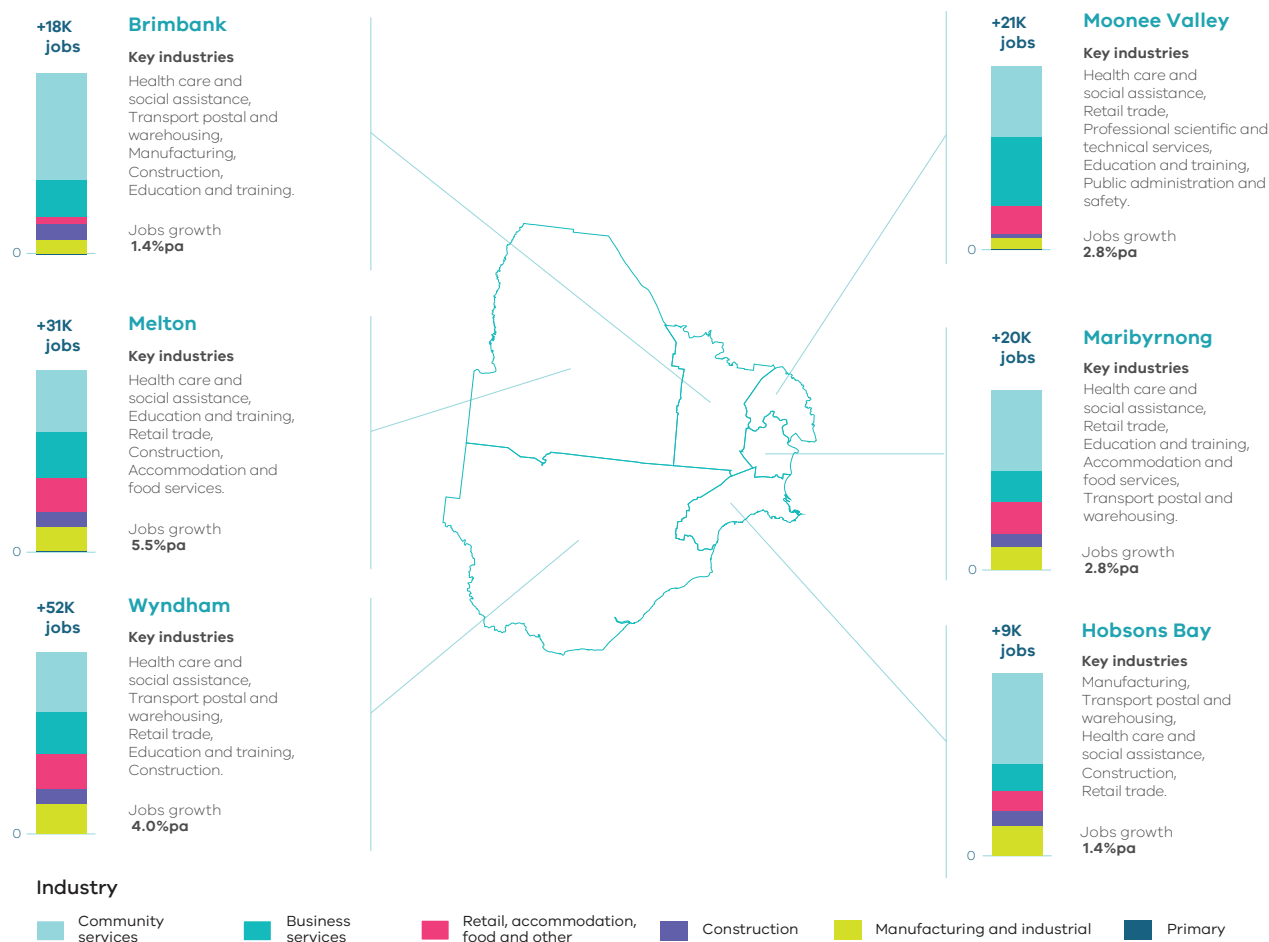 +18K
jobs
Brimbank
Key industries
Health care and
social assistance,
Transport postal and
warehousing,
Manufacturing,
Construction,
Education and training.
Jobs growth
1.4%pa
0
+31K
jobs
Melton
Key industries
Health care and
social assistance,
Education and training,
Retail trade,
Construction,
Accommodation and
food services.
Jobs growth
5.5%pa
0
+52K
jobs
Wyndham
Key industries
Health care and
social assistance,
Transport postal and
warehousing,
Retail trade,
Education and training,
Construction.
Jobs growth
4.0%pa
0
+21K
jobs
Moonee Valley
Key industries
Health care and
social assistance,
Retail trade,
Professional scientific and
technical services,
Education and training,
Public administration and
safety.
Jobs growth
2.8%pa
0
+20K
jobs
Maribyrnong
Key industries
Health care and
social assistance,
Retail trade,
Education and training,
Accommodation and
food services,
Transport postal and
warehousing.
Jobs growth
2.8%pa
0
+9K
jobs
Hobsons Bay
Key industries
Manufacturing,
Transport postal and
warehousing,
Health care and
social assistance,
Construction,
Retail trade.
Jobs growth
1.4%pa
0
Industry
Community
services
Business
services
Retail, accommodation,
food and other
Construction
Manufacturing and industrial
Primary